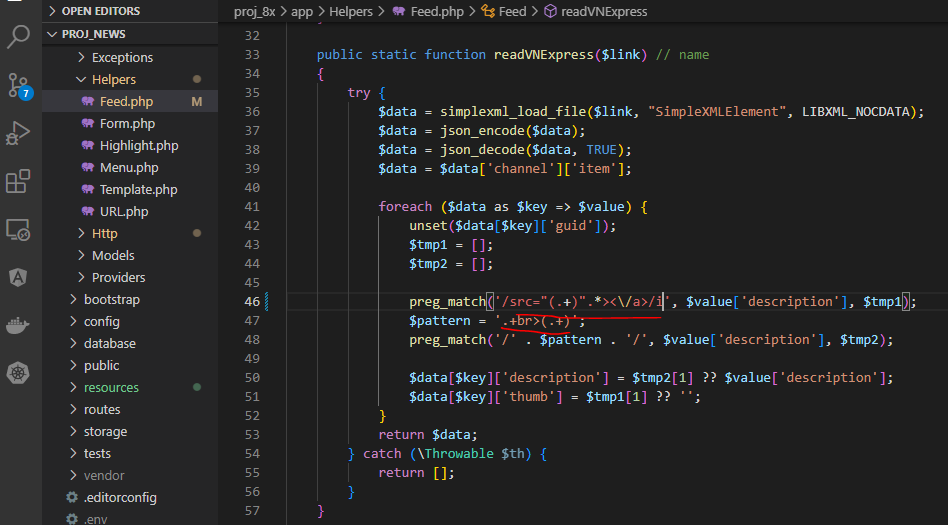 OPEN EDITORS
PROJ_NEWS
Exceptions
Helpers
Feed.php M
Form.php
Highlight.php
Menu.php
Template.php
URL.php
Http
Models
Providers
bootstrap
config
database
public
resources
routes
storage
tests
vendor
.editorconfig
.env
7
proj_8x > app > Helpers > Feed.php > Feed > readVNExpress
32
33 public static function readVNExpress($link) // name
34 {
35 try {
36 $data = simplexml_load_file($link, "SimpleXMLElement", LIBXML_NOCDATA);
37 $data = json_encode($data);
38 $data = json_decode($data, TRUE);
39 $data = $data['channel']['item'];
40
41 foreach ($data as $key => $value) {
42 unset($data[$key]['guid']);
43 $tmp1 = [];
44 $tmp2 = [];
45
46 preg_match('/src="(.+)".*><\/a>/i', $value['description'], $tmp1);
47 $pattern = '.+br>(.+)';
48 preg_match('/' . $pattern . '/', $value['description'], $tmp2);
49
50 $data[$key]['description'] = $tmp2[1] ?? $value['description'];
51 $data[$key]['thumb'] = $tmp1[1] ?? '';
52 }
53 return $data;
54 } catch (\Throwable $th) {
55 return [];
56 }
57 }